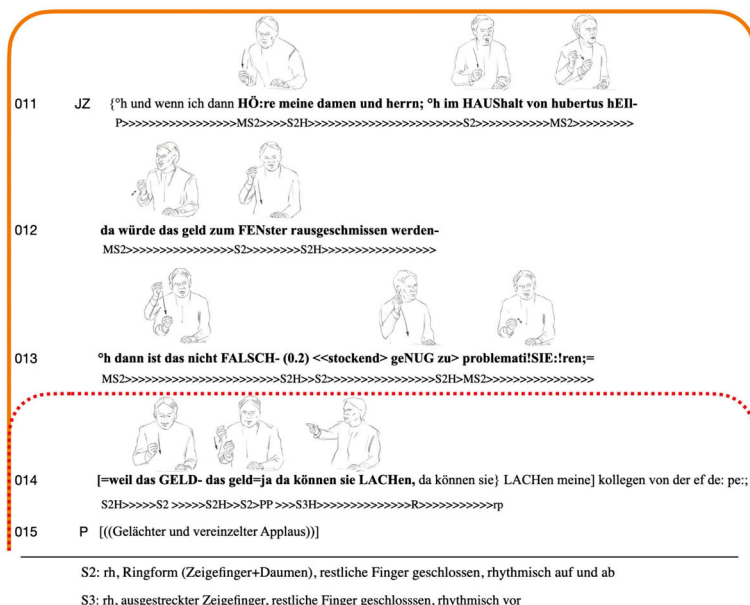 011 JZ {°h und wenn ich dann HÖ:re meine damen und herrn; °h im HAUShalt von hubertus hEIl-
P>>>>>>>>>>>>>>>>>MS2>>>>S2H>>>>>>>>>>>>>>>>>>>>>>>S2>>>>>>>>>>>MS2>>>>>>>>>
012 da würde das geld zum FENster rausgeschmissen werden-
MS2>>>>>>>>>>>>>>>>S2>>>>>>>>S2H>>>>>>>>>>>>>>>>>
013 °h dann ist das nicht FALSCH- (0.2) <<stockend> geNUG zu> problemati!SIE:!ren;=
MS2>>>>>>>>>>>>>>>>>>>>>S2H>>S2>>>>>>>>>>>>>>>>S2H>MS2>>>>>>>>>>>>>>>>
014 [=weil das GELD- das geld=ja da können sie LACHen, da können sie} LACHen meine] kollegen von der ef de: pe:;
S2H>>>>>S2 >>>>>S2H>>S2>PP >>>S3H>>>>>>>>>>>>>>>R>>>>>>>>>>>rp
015 P [((Gelächter und vereinzelter Applaus))]
S2: rh, Ringform (Zeigefinger+Daumen), restliche Finger geschlossen, rhythmisch auf und ab
S3: rh, ausgestreckter Zeigefinger, restliche Finger geschlosssen, rhythmisch vor